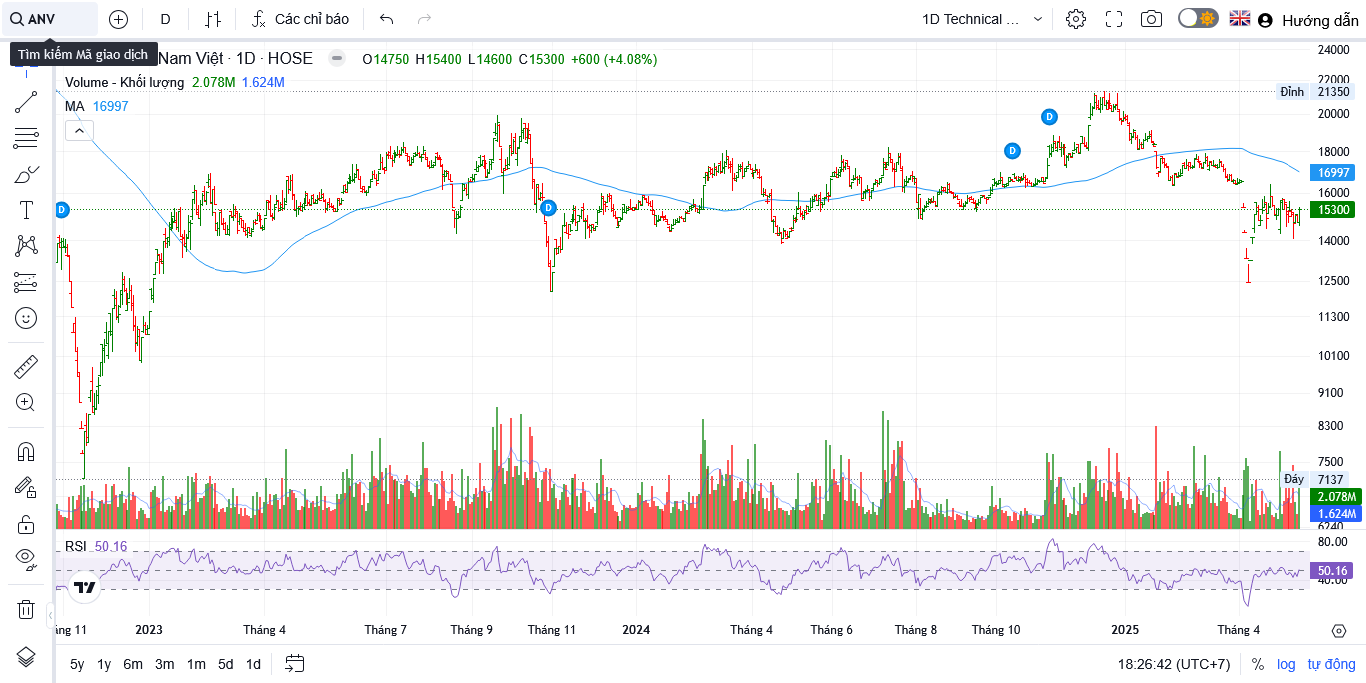 ANV D Các chỉ báo 1D Technical ... Hướng dẫn
Tìm kiếm Mã giao dịch
Nam Việt · 1D · HOSE O14750 H15400 L14600 C15300 +600 (+4.08%)
Volume - Khối lượng 2.078M 1.624M
MA 16997
24000
22000
Đỉnh 21350
20000
18000
16997
16000
15300
14000
12500
11300
10100
9100
8300
7500
Đáy 7137
2.078M
1.624M
6240
D
D
D
D
RSI 50.16
80.00
50.16
40.00
ng 11 2023 Tháng 4 Tháng 7 Tháng 9 Tháng 11 2024 Tháng 4 Tháng 6 Tháng 8 Tháng 10 2025 Tháng 4
5y 1y 6m 3m 1m 5d 1d 18:26:42 (UTC+7) % log tự động